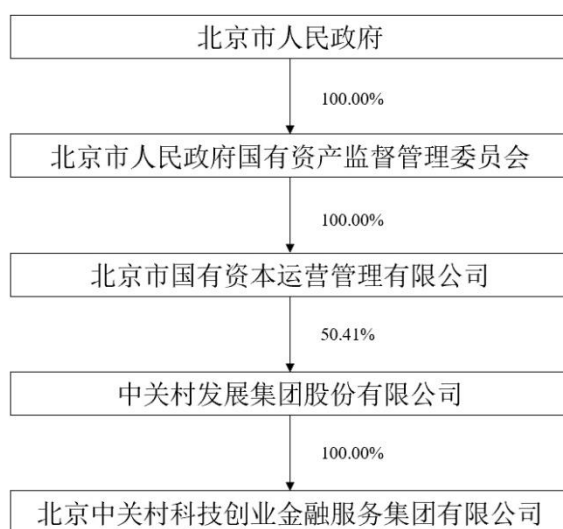 北京市人民政府
100.00%
北京市人民政府国有资产监督管理委员会
100.00%
北京市国有资本运营管理有限公司
50.41%
中关村发展集团股份有限公司
100.00%
北京中关村科技创业金融服务集团有限公司